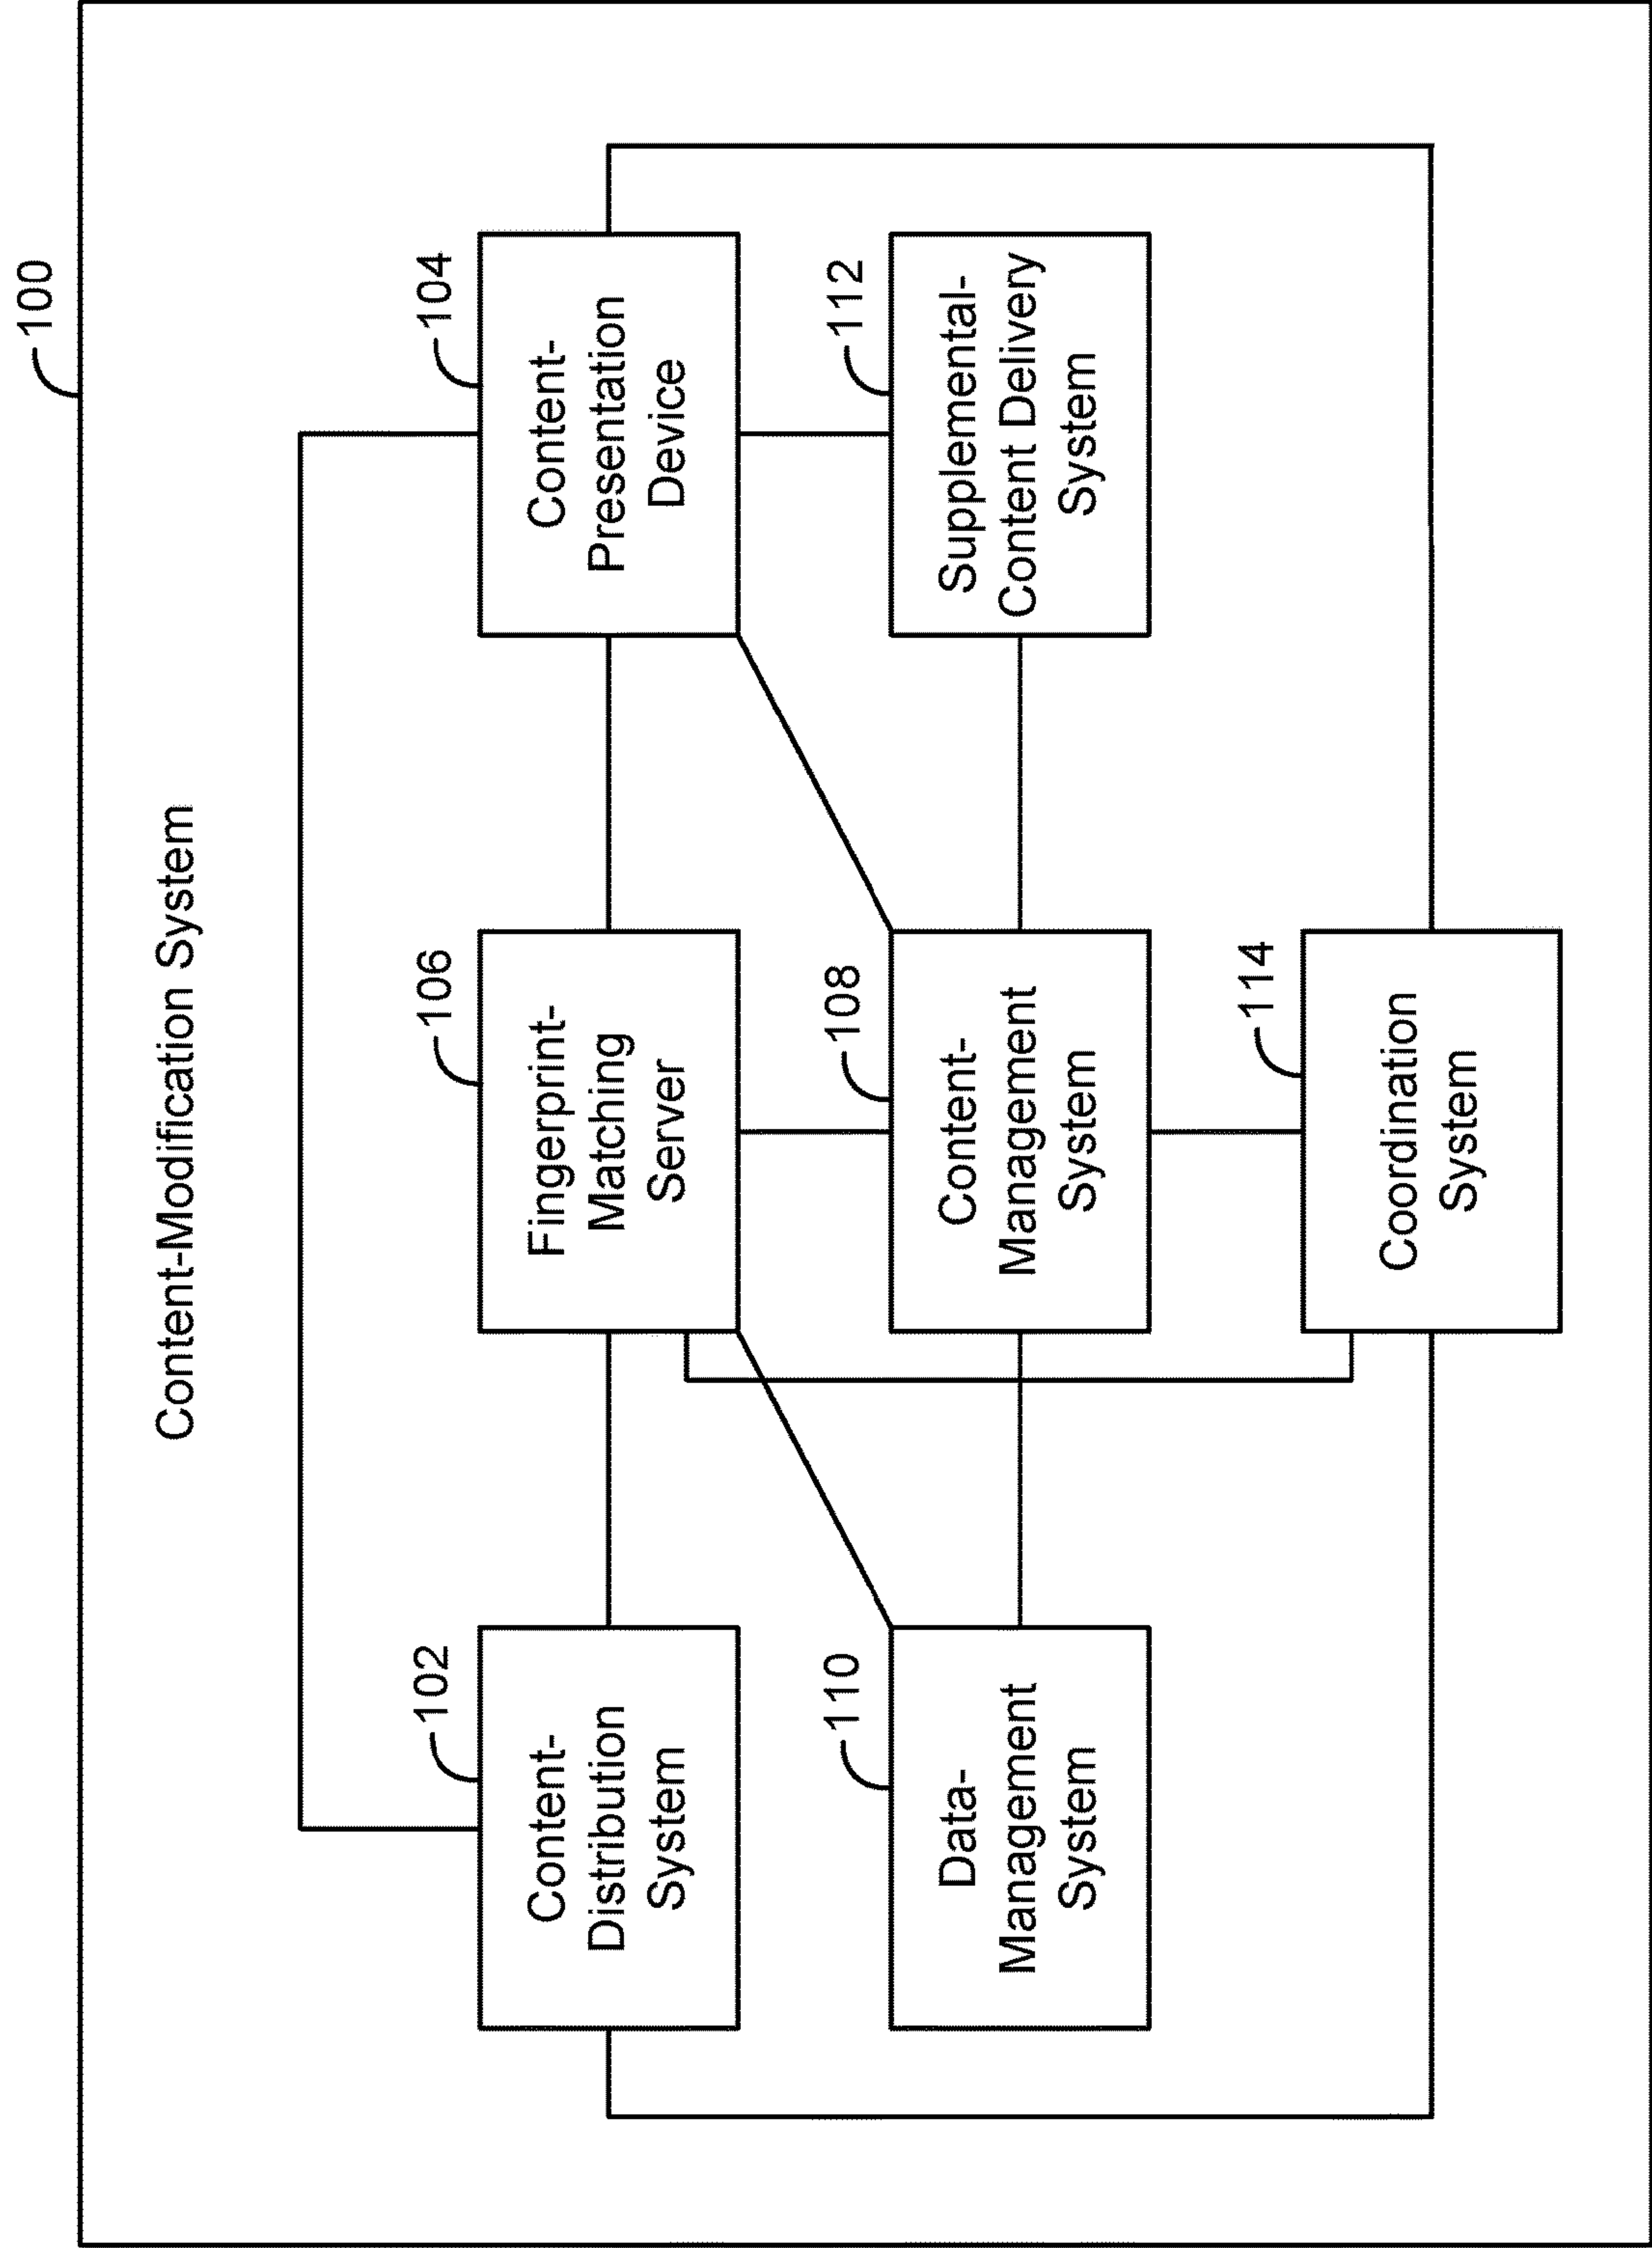 100
Content-Modification System
102
Content-
Distribution
System
106
Fingerprint-
Matching
Server
104
Content-
Presentation
Device
110
Data-
Management
System
108
Content-
Management
System
112
Supplemental-
Content Delivery
System
114
Coordination
System